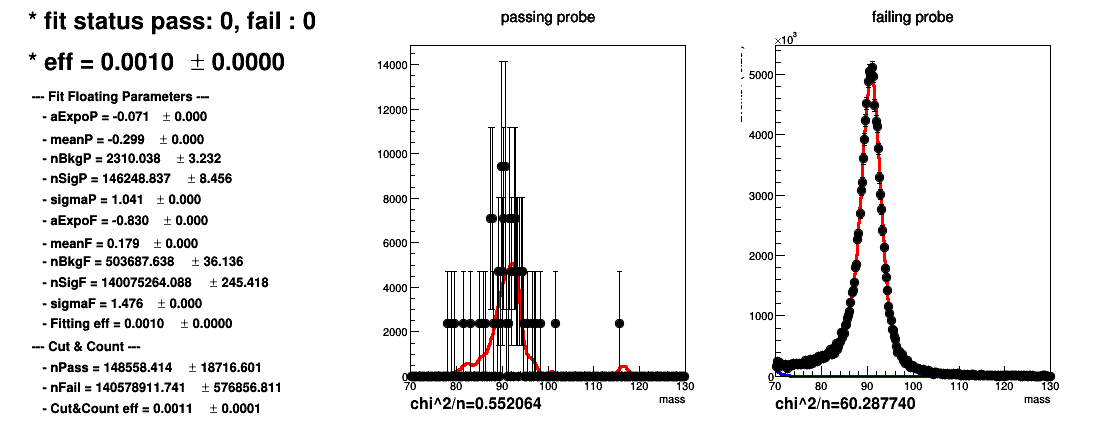 * fit status pass: 0, fail : 0
* eff = 0.0010 ± 0.0000
--- Fit Floating Parameters ---
- aExpoP = -0.071 ± 0.000
- meanP = -0.299 ± 0.000
- nBkgP = 2310.038 ± 3.232
- nSigP = 146248.837 ± 8.456
- sigmaP = 1.041 ± 0.000
- aExpoF = -0.830 ± 0.000
- meanF = 0.179 ± 0.000
- nBkgF = 503687.638 ± 36.136
- nSigF = 140075264.088 ± 245.418
- sigmaF = 1.476 ± 0.000
- Fitting eff = 0.0010 ± 0.0000
--- Cut & Count ---
- nPass = 148558.414 ± 18716.601
- nFail = 140578911.741 ± 576856.811
- Cut&Count eff = 0.0011 ± 0.0001
passing probe
14000
12000
10000
8000
6000
4000
2000
0
70 80 90 100 110 120 130
mass
chi^2/n=0.552064
failing probe
×10³
5000
4000
3000
2000
1000
0
70 80 90 100 110 120 130
mass
chi^2/n=60.287740